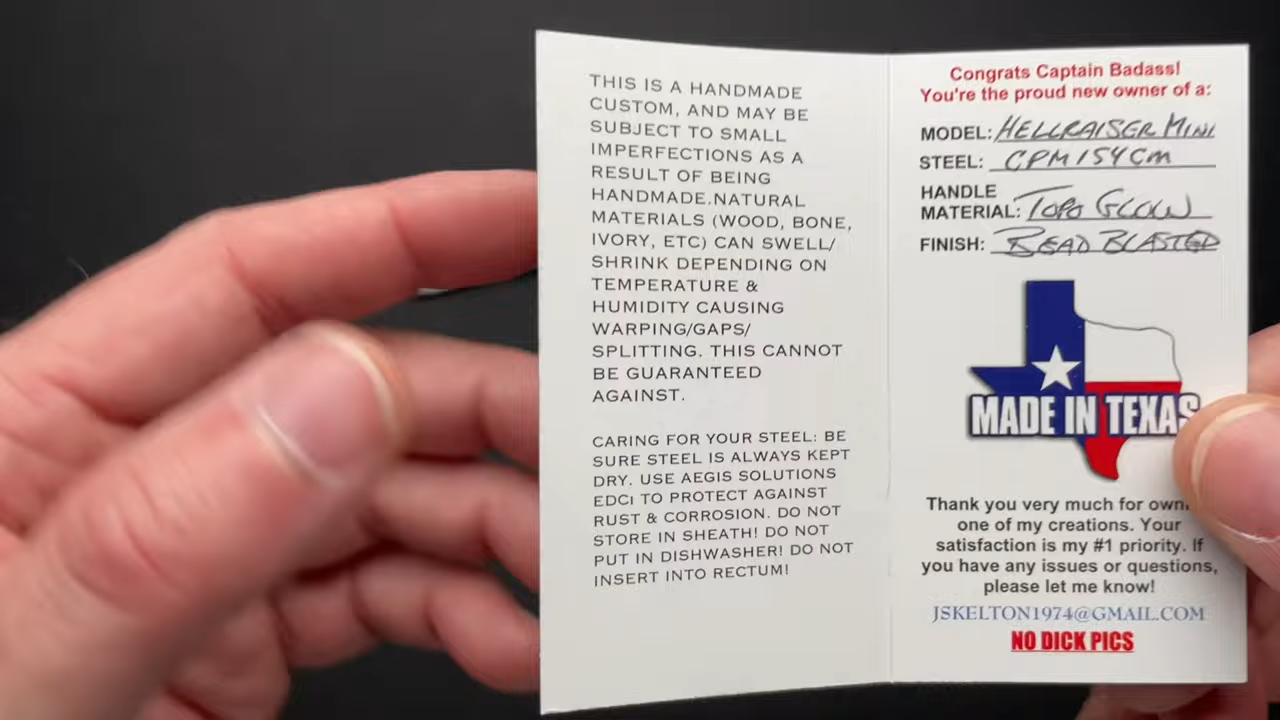 THIS IS A HANDMADE
CUSTOM, AND MAY BE
SUBJECT TO SMALL
IMPERFECTIONS AS A
RESULT OF BEING
HANDMADE.NATURAL
MATERIALS (WOOD, BONE,
IVORY, ETC) CAN SWELL/
SHRINK DEPENDING ON
TEMPERATURE &
HUMIDITY CAUSING
WARPING/GAPS/
SPLITTING. THIS CANNOT
BE GUARANTEED
AGAINST.
CARING FOR YOUR STEEL: BE
SURE STEEL IS ALWAYS KEPT
DRY. USE AEGIS SOLUTIONS
EDCI TO PROTECT AGAINST
RUST & CORROSION. DO NOT
STORE IN SHEATH! DO NOT
PUT IN DISHWASHER! DO NOT
INSERT INTO RECTUM!
Congrats Captain Badass!
You're the proud new owner of a:
MODEL: HELLRAISER MINI
STEEL: CPM154CM
HANDLE
MATERIAL: TOPO GLOW
FINISH: BEAD BLASTED
MADE IN TEXAS
Thank you very much for own
one of my creations. Your
satisfaction is my #1 priority. If
you have any issues or questions,
please let me know!
JSKELTON1974@GMAIL.COM
NO DICK PICS